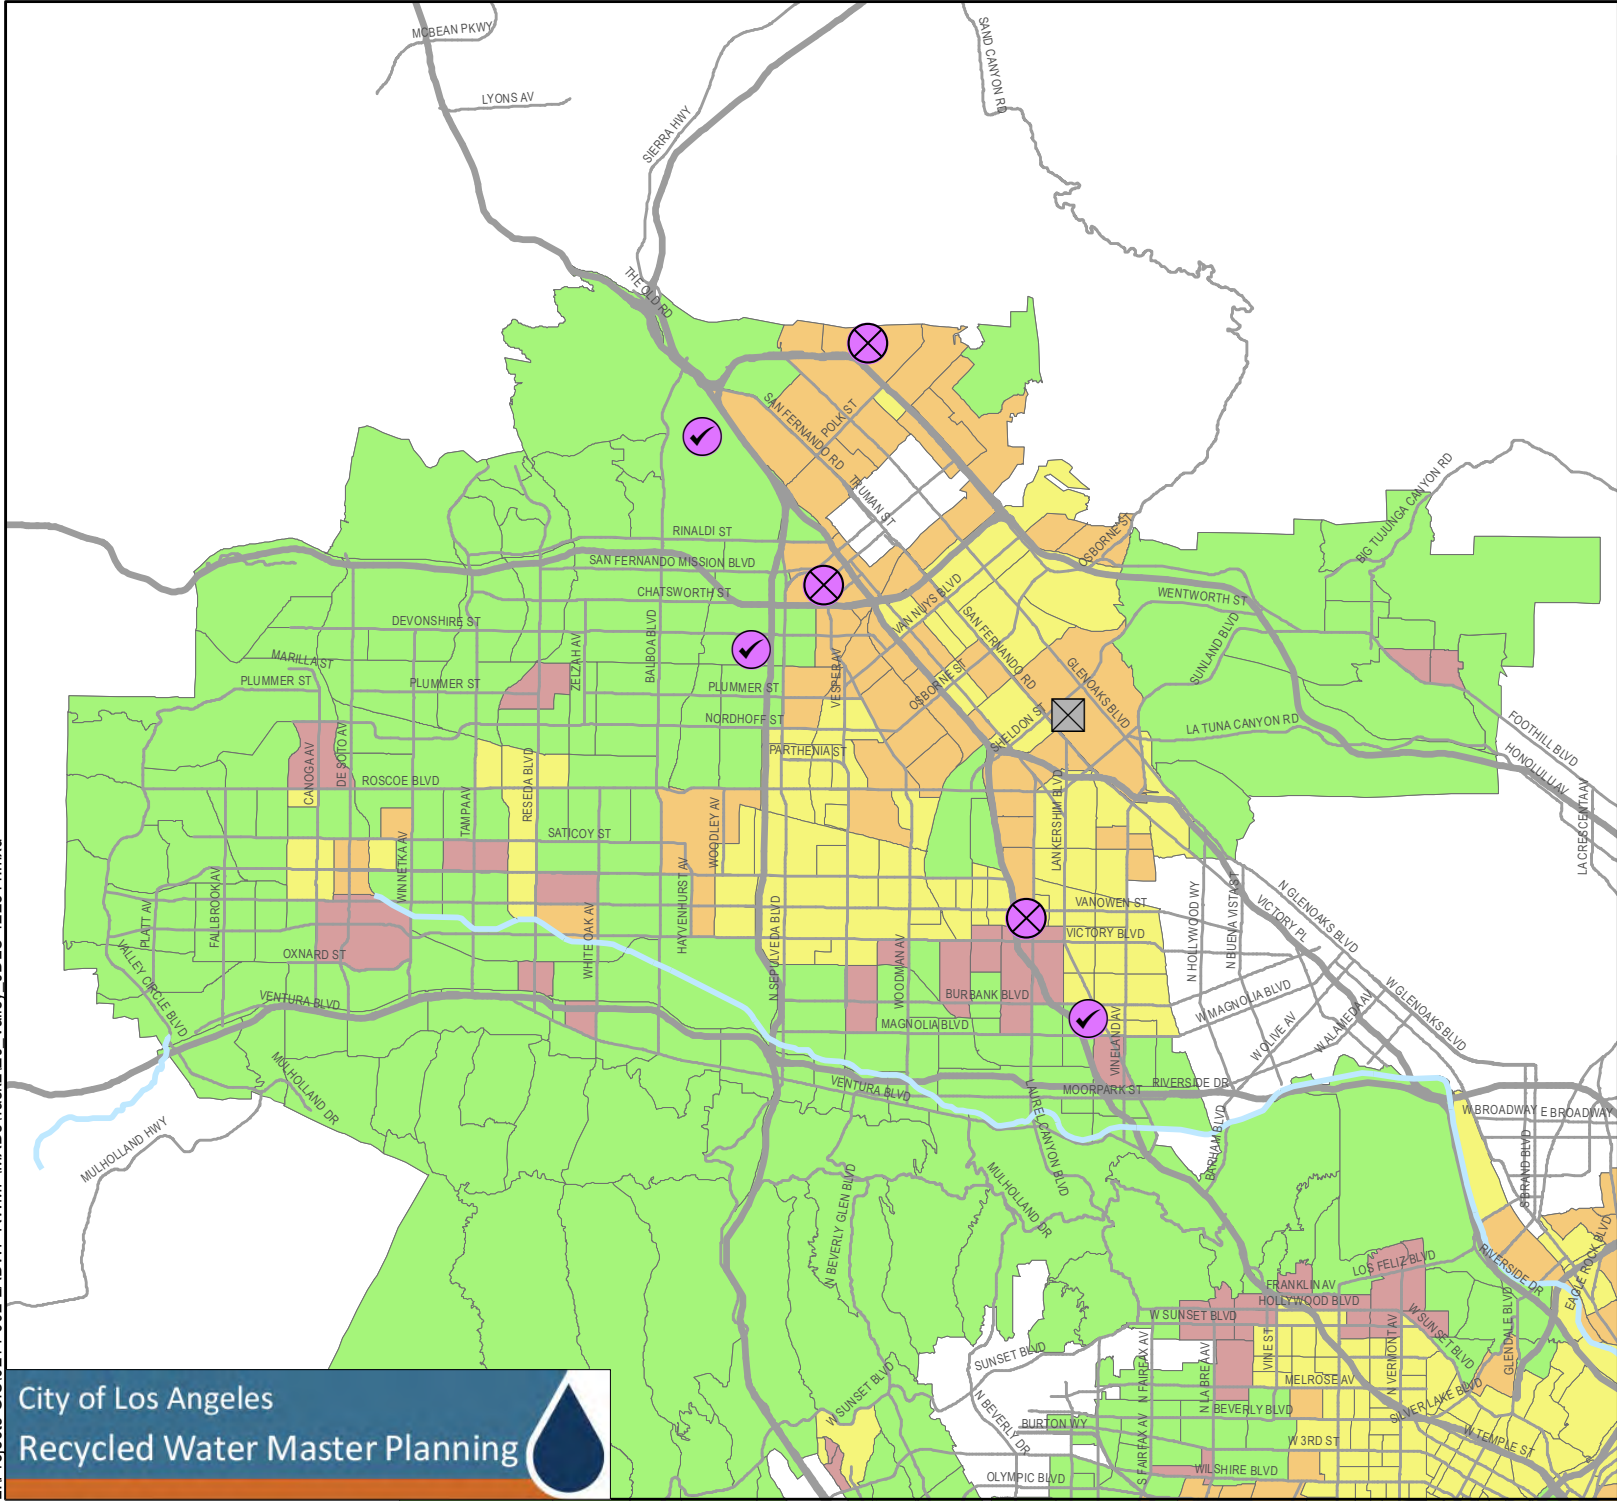 MCBEAN PKWY
LYONS AV
SIERRA HWY
SAND CANYON RD
THE OLD RD
SAN FERNANDO RD
POLK ST
TRUMAN ST
RINALDI ST
SAN FERNANDO MISSION BLVD
CHATSWORTH ST
DEVONSHIRE ST
MARILLA ST
PLUMMER ST
PLUMMER ST
PLUMMER ST
ZELZAH AV
BALBOA BLVD
VESPER AV
NORDHOFF ST
PARTHENIA ST
VAN NUYS BLVD
SAN FERNANDO RD
OSBORNE ST
OSBORNE ST
SHELDON ST
GLENOAKS BLVD
WENTWORTH ST
SUNLAND BLVD
BIG TUJUNGA CANYON RD
LA TUNA CANYON RD
FOOTHILL BLVD
HONOLULU AV
LA CRESCENTA AV
CANOGA AV
DE SOTO AV
ROSCOE BLVD
RESEDA BLVD
TAMPA AV
SATICOY ST
WINNETKA AV
WOODLEY AV
HAYVENHURST AV
LANKERSHIM BLVD
PLATT AV
FALLBROOK AV
VALLEY CIRCLE BLVD
OXNARD ST
VENTURA BLVD
WHITE OAK AV
N SEPULVEDA BLVD
WOODMAN AV
VANOWEN ST
VICTORY BLVD
BURBANK BLVD
MAGNOLIA BLVD
VINELAND AV
N HOLLYWOOD WY
N BUENA VISTA ST
N GLENOAKS BLVD
VICTORY PL
W GLENOAKS BLVD
W MAGNOLIA BLVD
W OLIVE AV
W ALAMEDA AV
MOORPARK ST
RIVERSIDE DR
VENTURA BLVD
LAUREL CANYON BLVD
BARHAM BLVD
W BROADWAY
E BROADWAY
S BRAND BLVD
MULHOLLAND DR
MULHOLLAND HWY
MULHOLLAND DR
N BEVERLY GLEN BLVD
LOS FELIZ BLVD
RIVERSIDE DR
EAGLE ROCK BLVD
FRANKLIN AV
HOLLYWOOD BLVD
W SUNSET BLVD
W SUNSET BLVD
GLENDALE BLVD
SUNSET BLVD
N FAIRFAX AV
N LA BREA AV
VINE ST
N VERMONT AV
MELROSE AV
SILVER LAKE BLVD
W SUNSET BLVD
N BEVERLY DR
BURTON WY
BEVERLY BLVD
S FAIRFAX AV
W 3RD ST
W TEMPLE ST
WILSHIRE BLVD
OLYMPIC BLVD
City of Los Angeles
Recycled Water Master Planning